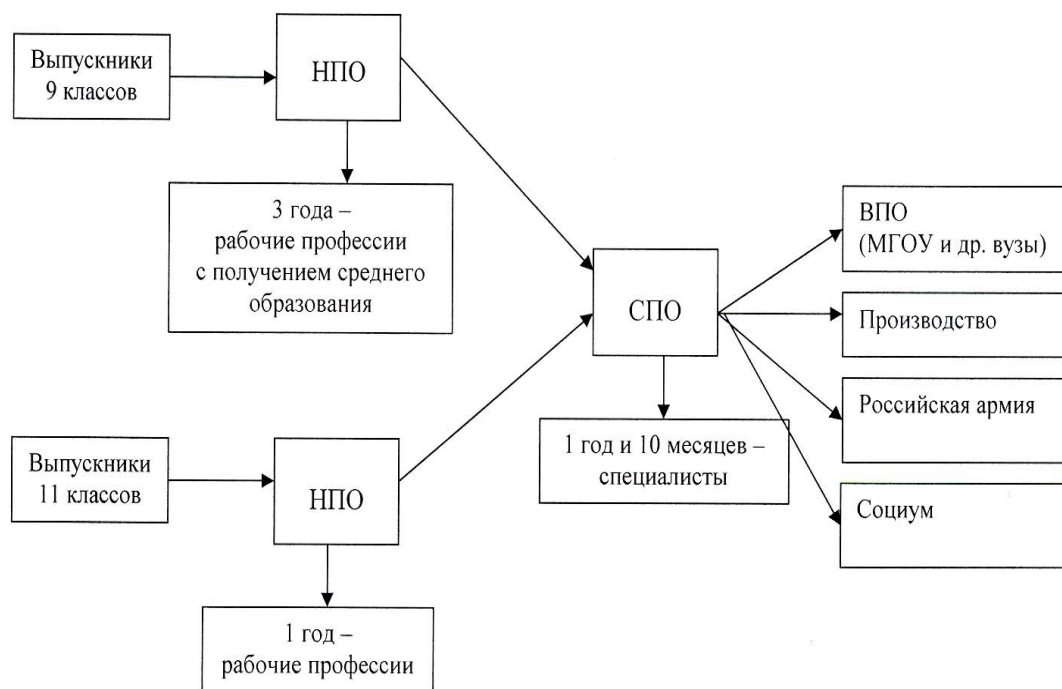 Выпускники
9 классов
НПО
3 года –
рабочие профессии
с получением среднего
образования
СПО
1 год и 10 месяцев –
специалисты
ВПО
(МГОУ и др. вузы)
Производство
Российская армия
Социум
Выпускники
11 классов
НПО
1 год –
рабочие профессии